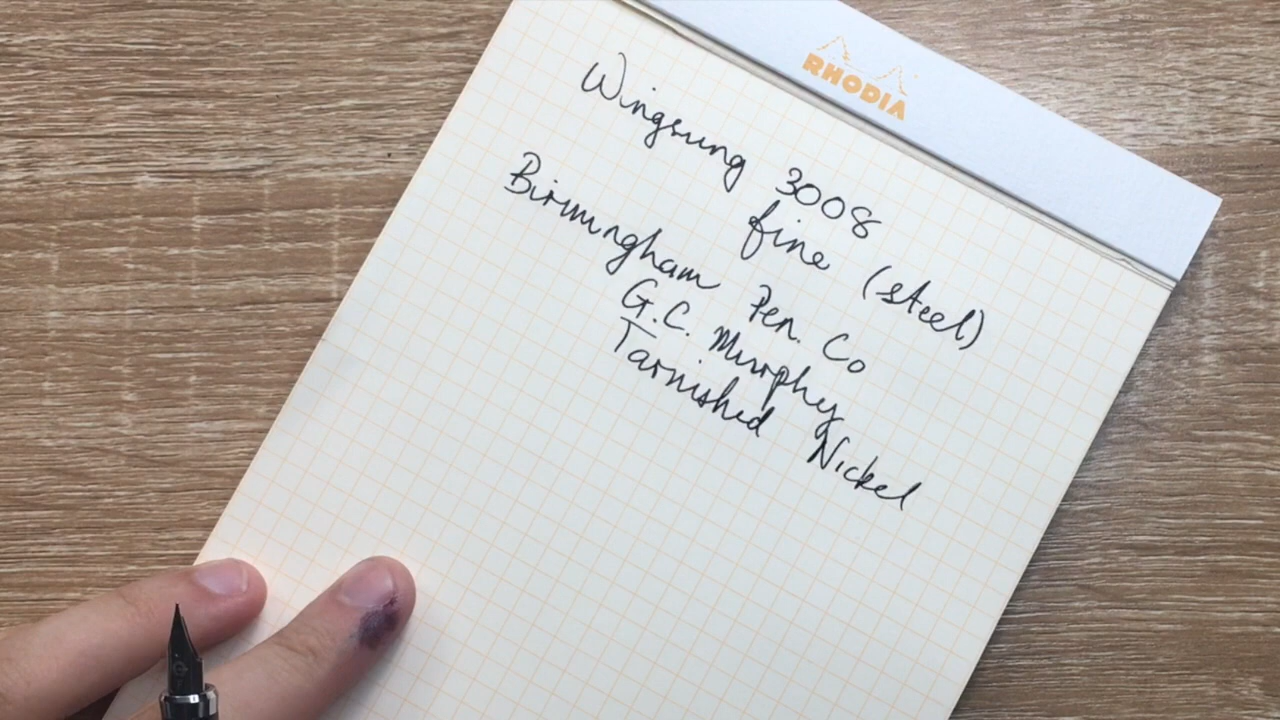 RHODIA
Wingsung 3008
fine (steel)
Birmingham Pen. Co
G.C. Murphy
Tarnished Nickel